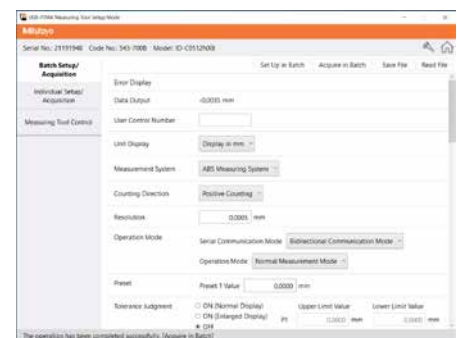 USB-ITPAK Measuring Tool Setup Mode
Mitutoyo
Serial No.: 21191948 Code No.: 543-700B Model: ID-C0512NXB
Batch Setup/
Acquisition
Set Up in Batch Acquire in Batch Save File Read File
Individual Setup/
Acquisition
Measuring Tool Control
Error Display
Data Output -0.0035 mm
User Control Number
Unit Display Display in mm
Measurement System ABS Measuring System
Counting Direction Positive Counting
Resolution 0.0005 mm
Operation Mode Serial Communication Mode Bidirectional Communication Mode
Operation Mode Normal Measurement Mode
Preset Preset 1 Value 0.0000 mm
Tolerance Judgment ON (Normal Display) Upper Limit Value Lower Limit Value
ON (Enlarged Display) P1 0.0000 mm 0.0000 mm
OFF
The operation has been completed successfully. [Acquire in Batch]